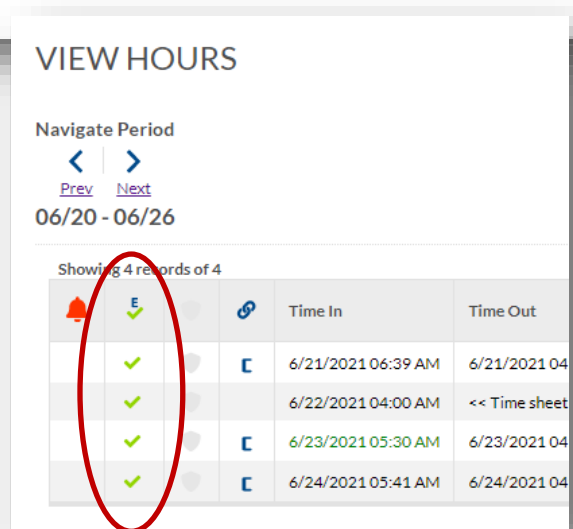 VIEW HOURS
Navigate Period
Prev Next
06/20 - 06/26
Showing 4 records of 4
E Time In Time Out
6/21/2021 06:39 AM 6/21/2021 04
6/22/2021 04:00 AM << Time sheet
6/23/2021 05:30 AM 6/23/2021 04
6/24/2021 05:41 AM 6/24/2021 04